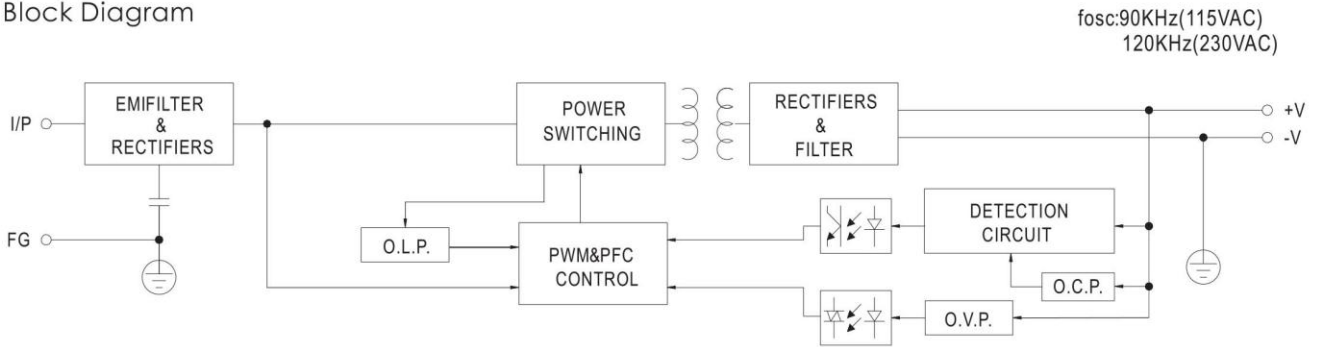 Block Diagram
fosc:90KHz(115VAC)
120KHz(230VAC)
I/P
EMIFILTER
&
RECTIFIERS
POWER
SWITCHING
RECTIFIERS
&
FILTER
+V
-V
FG
O.L.P.
PWM&PFC
CONTROL
DETECTION
CIRCUIT
O.C.P.
O.V.P.